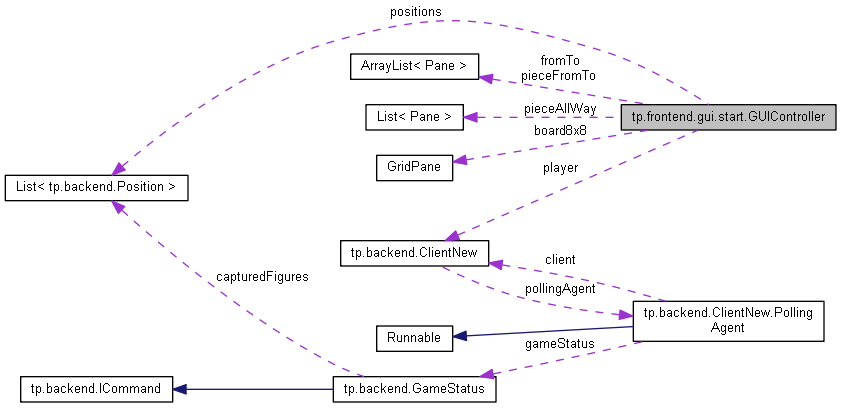 positions
ArrayList< Pane >
fromTo
pieceFromTo
List< Pane >
pieceAllWay
tp.frontend.gui.start.GUIController
board8x8
GridPane
player
List< tp.backend.Position >
tp.backend.ClientNew
client
capturedFigures
pollingAgent
tp.backend.ClientNew.Polling
Agent
Runnable
gameStatus
tp.backend.ICommand
tp.backend.GameStatus